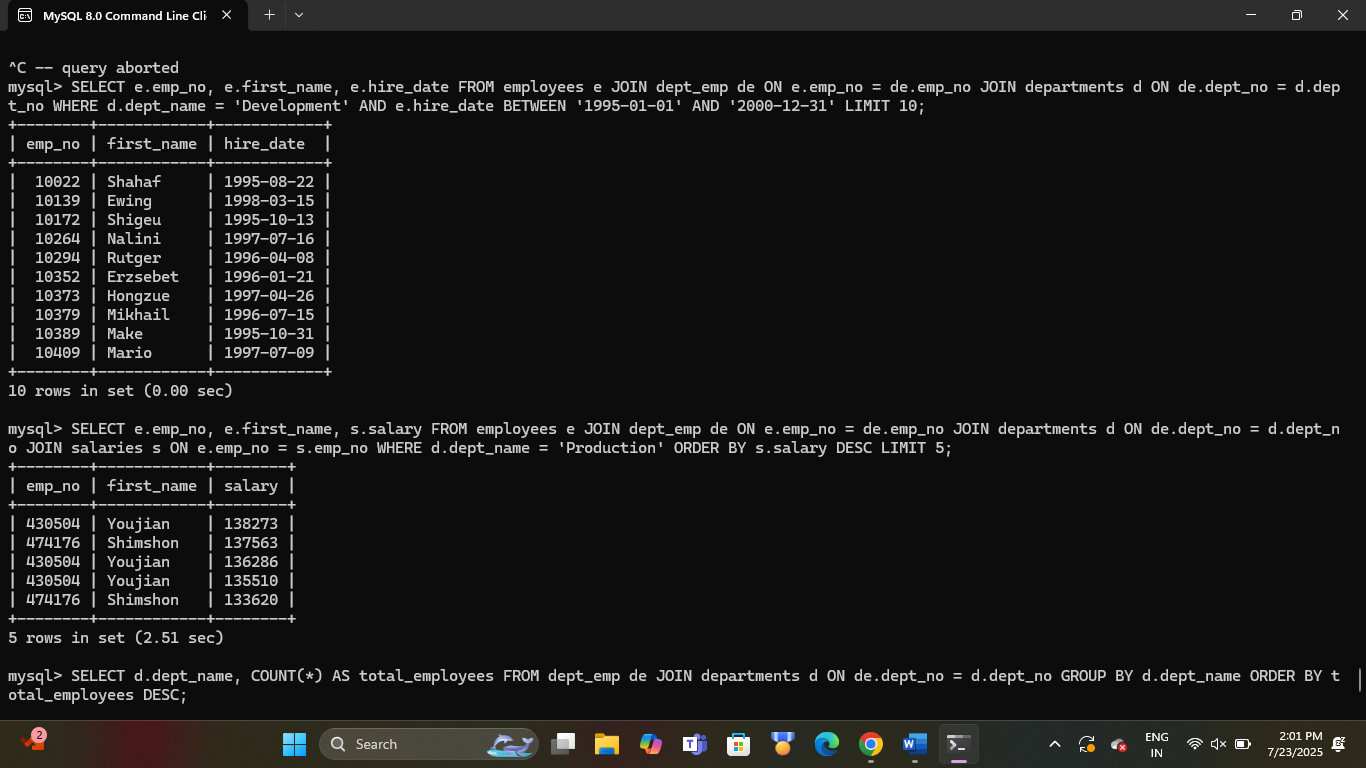 MySQL 8.0 Command Line Cli
^C -- query aborted
mysql> SELECT e.emp_no, e.first_name, e.hire_date FROM employees e JOIN dept_emp de ON e.emp_no = de.emp_no JOIN departments d ON de.dept_no = d.dep
t_no WHERE d.dept_name = 'Development' AND e.hire_date BETWEEN '1995-01-01' AND '2000-12-31' LIMIT 10;
+--------+------------+------------+
| emp_no | first_name | hire_date  |
+--------+------------+------------+
|  10022 | Shahaf     | 1995-08-22 |
|  10139 | Ewing      | 1998-03-15 |
|  10172 | Shigeu     | 1995-10-13 |
|  10264 | Nalini     | 1997-07-16 |
|  10294 | Rutger     | 1996-04-08 |
|  10352 | Erzsebet   | 1996-01-21 |
|  10373 | Hongzue    | 1997-04-26 |
|  10379 | Mikhail    | 1996-07-15 |
|  10389 | Make       | 1995-10-31 |
|  10409 | Mario      | 1997-07-09 |
+--------+------------+------------+
10 rows in set (0.00 sec)
mysql> SELECT e.emp_no, e.first_name, s.salary FROM employees e JOIN dept_emp de ON e.emp_no = de.emp_no JOIN departments d ON de.dept_no = d.dept_n
o JOIN salaries s ON e.emp_no = s.emp_no WHERE d.dept_name = 'Production' ORDER BY s.salary DESC LIMIT 5;
+--------+------------+--------+
| emp_no | first_name | salary |
+--------+------------+--------+
| 430504 | Youjian    | 138273 |
| 474176 | Shimshon   | 137563 |
| 430504 | Youjian    | 136286 |
| 430504 | Youjian    | 135510 |
| 474176 | Shimshon   | 133620 |
+--------+------------+--------+
5 rows in set (2.51 sec)
mysql> SELECT d.dept_name, COUNT(*) AS total_employees FROM dept_emp de JOIN departments d ON de.dept_no = d.dept_no GROUP BY d.dept_name ORDER BY t
otal_employees DESC;
2
Search
ENG
IN
2:01 PM
7/23/2025